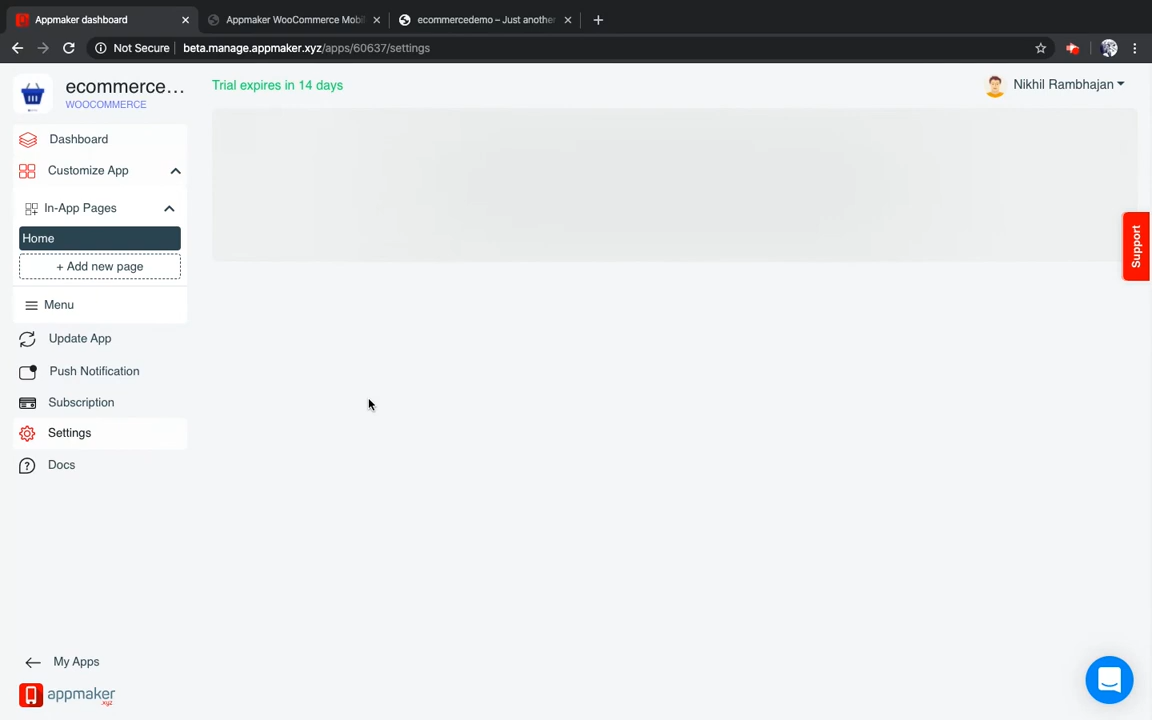 Appmaker dashboard
Appmaker WooCommerce Mobil
ecommercedemo – Just another
Not Secure
beta.manage.appmaker.xyz/apps/60637/settings
ecommerce...
WOOCOMMERCE
Trial expires in 14 days
Nikhil Rambhajan
Dashboard
Customize App
In-App Pages
Home
+ Add new page
Menu
Update App
Push Notification
Subscription
Settings
Docs
Support
My Apps
appmaker
.xyz